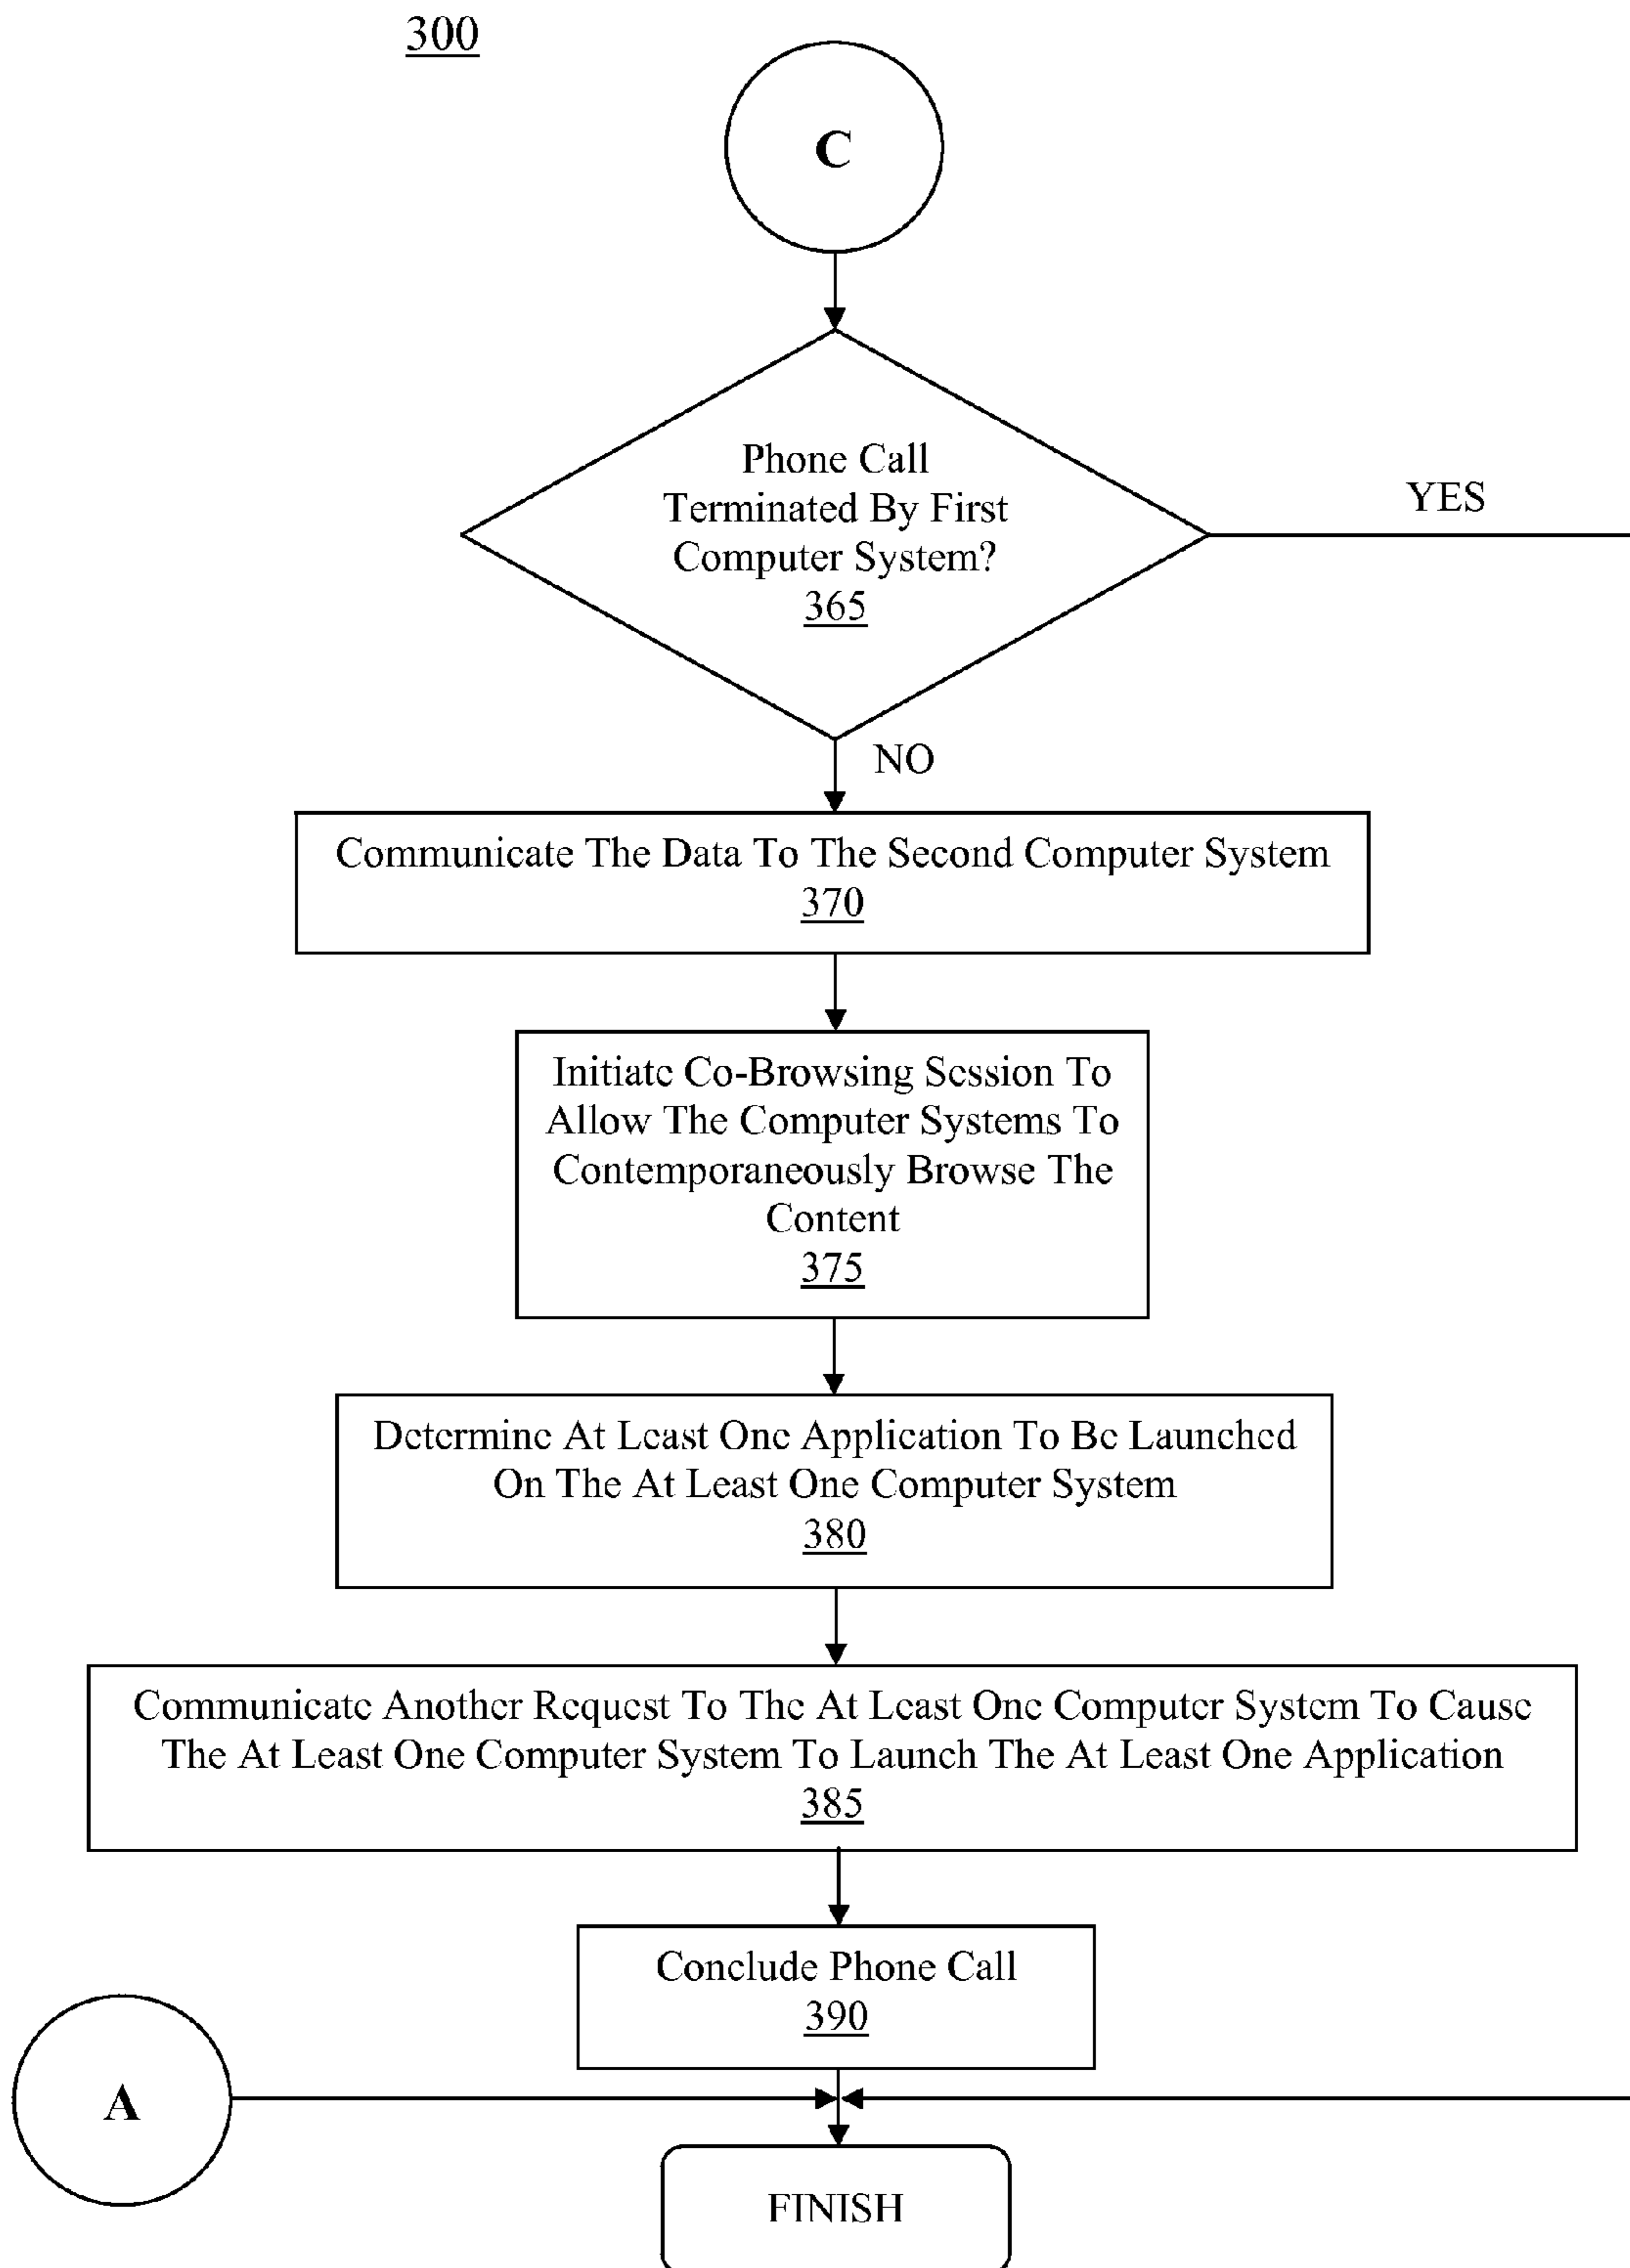 300
C
Phone Call
Terminated By First
Computer System?
365
YES
NO
Communicate The Data To The Second Computer System
370
Initiate Co-Browsing Session To
Allow The Computer Systems To
Contemporaneously Browse The
Content
375
Determine At Least One Application To Be Launched
On The At Least One Computer System
380
Communicate Another Request To The At Least One Computer System To Cause
The At Least One Computer System To Launch The At Least One Application
385
Conclude Phone Call
390
A
FINISH